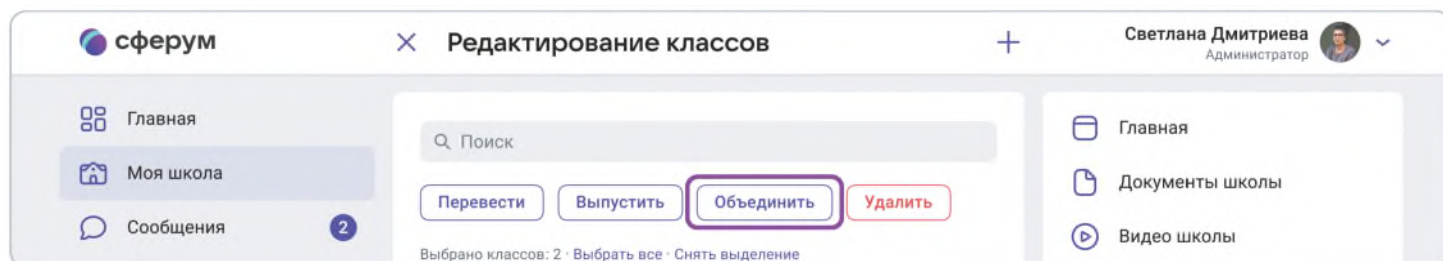 сферум
Редактирование классов
Светлана Дмитриева
Администратор
Главная
Моя школа
Сообщения
2
Поиск
Перевести
Выпустить
Объединить
Удалить
Выбрано классов: 2 · Выбрать все · Снять выделение
Главная
Документы школы
Видео школы